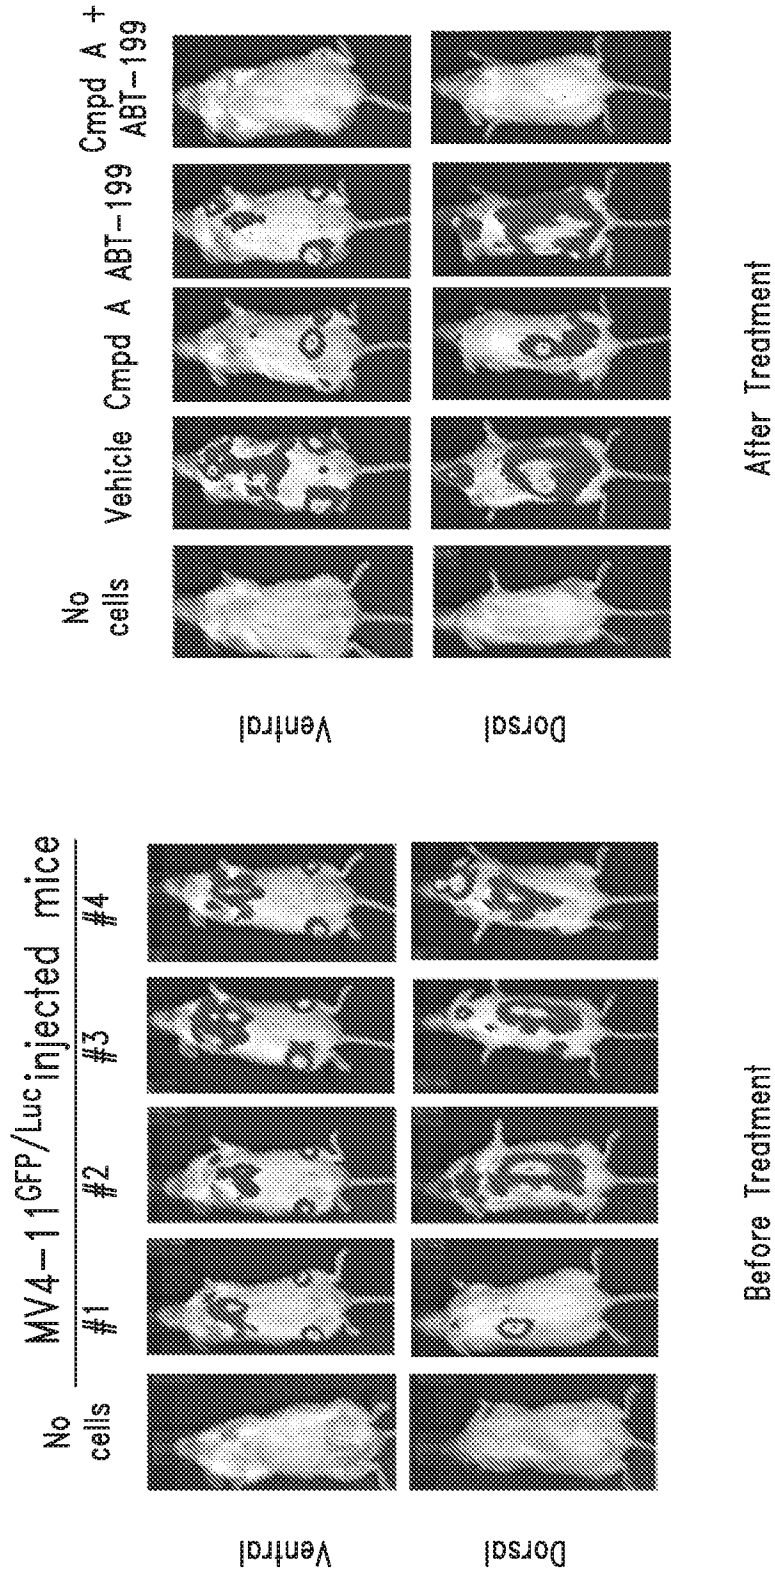 MV4-11GFP/Luc injected mice
No
cells
#1
#2
#3
#4
Ventral
Dorsal
Before Treatment
No
cells
Vehicle
Cmpd A
ABT-199
Cmpd A +
ABT-199
Ventral
Dorsal
After Treatment